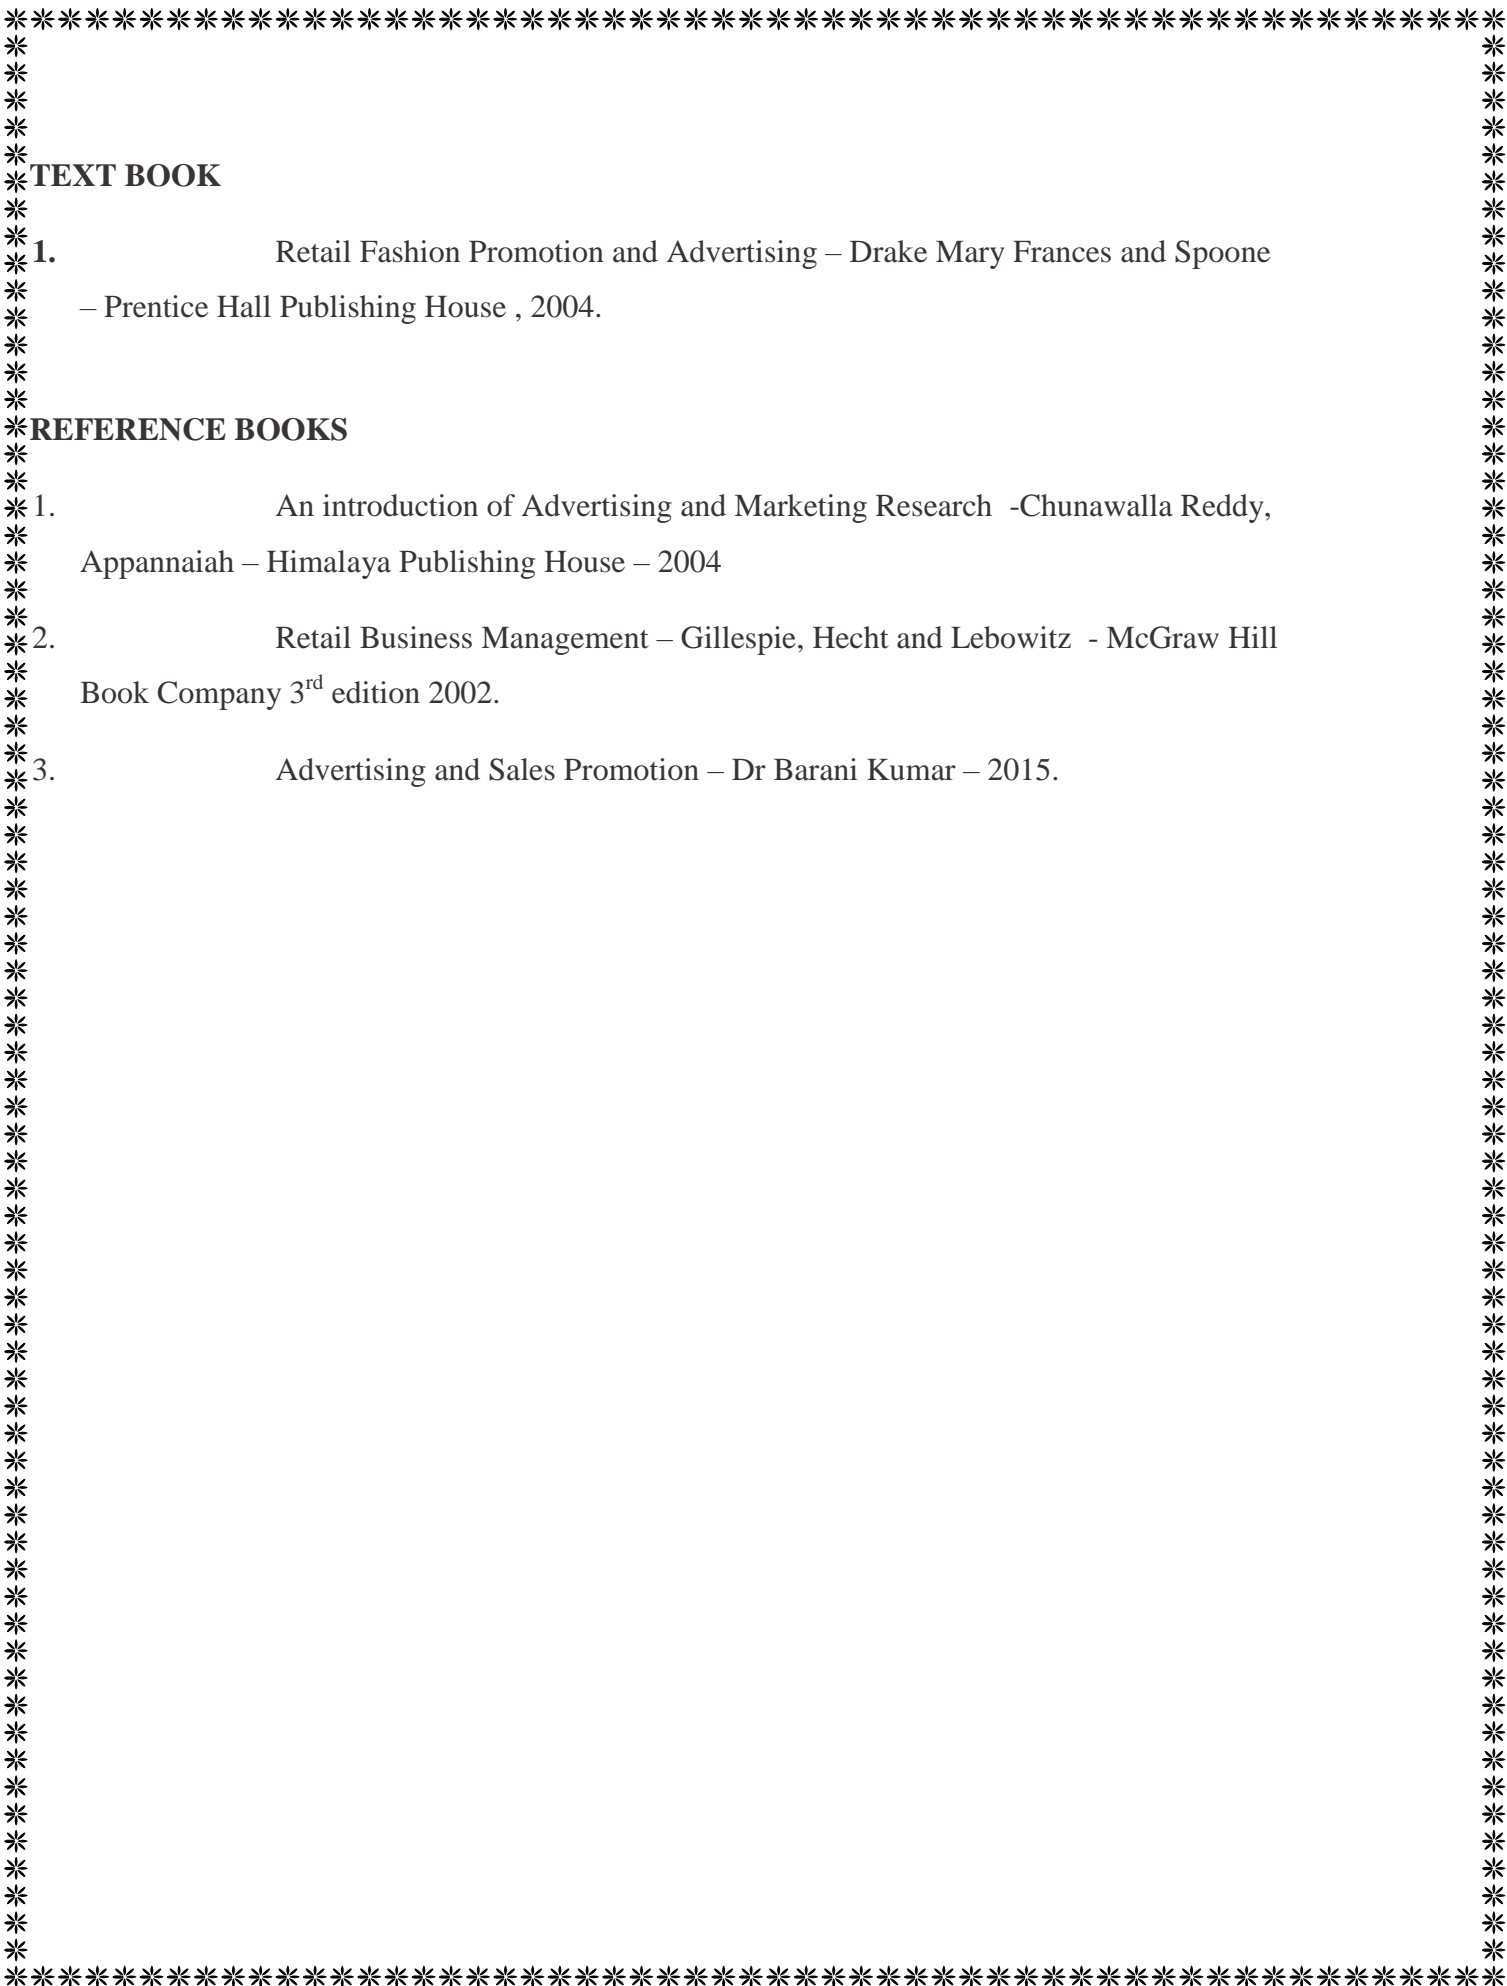 TEXT BOOK
1. Retail Fashion Promotion and Advertising – Drake Mary Frances and Spoone
– Prentice Hall Publishing House , 2004.
REFERENCE BOOKS
1. An introduction of Advertising and Marketing Research -Chunawalla Reddy,
Appannaiah – Himalaya Publishing House – 2004
2. Retail Business Management – Gillespie, Hecht and Lebowitz - McGraw Hill
Book Company 3rd edition 2002.
3. Advertising and Sales Promotion – Dr Barani Kumar – 2015.